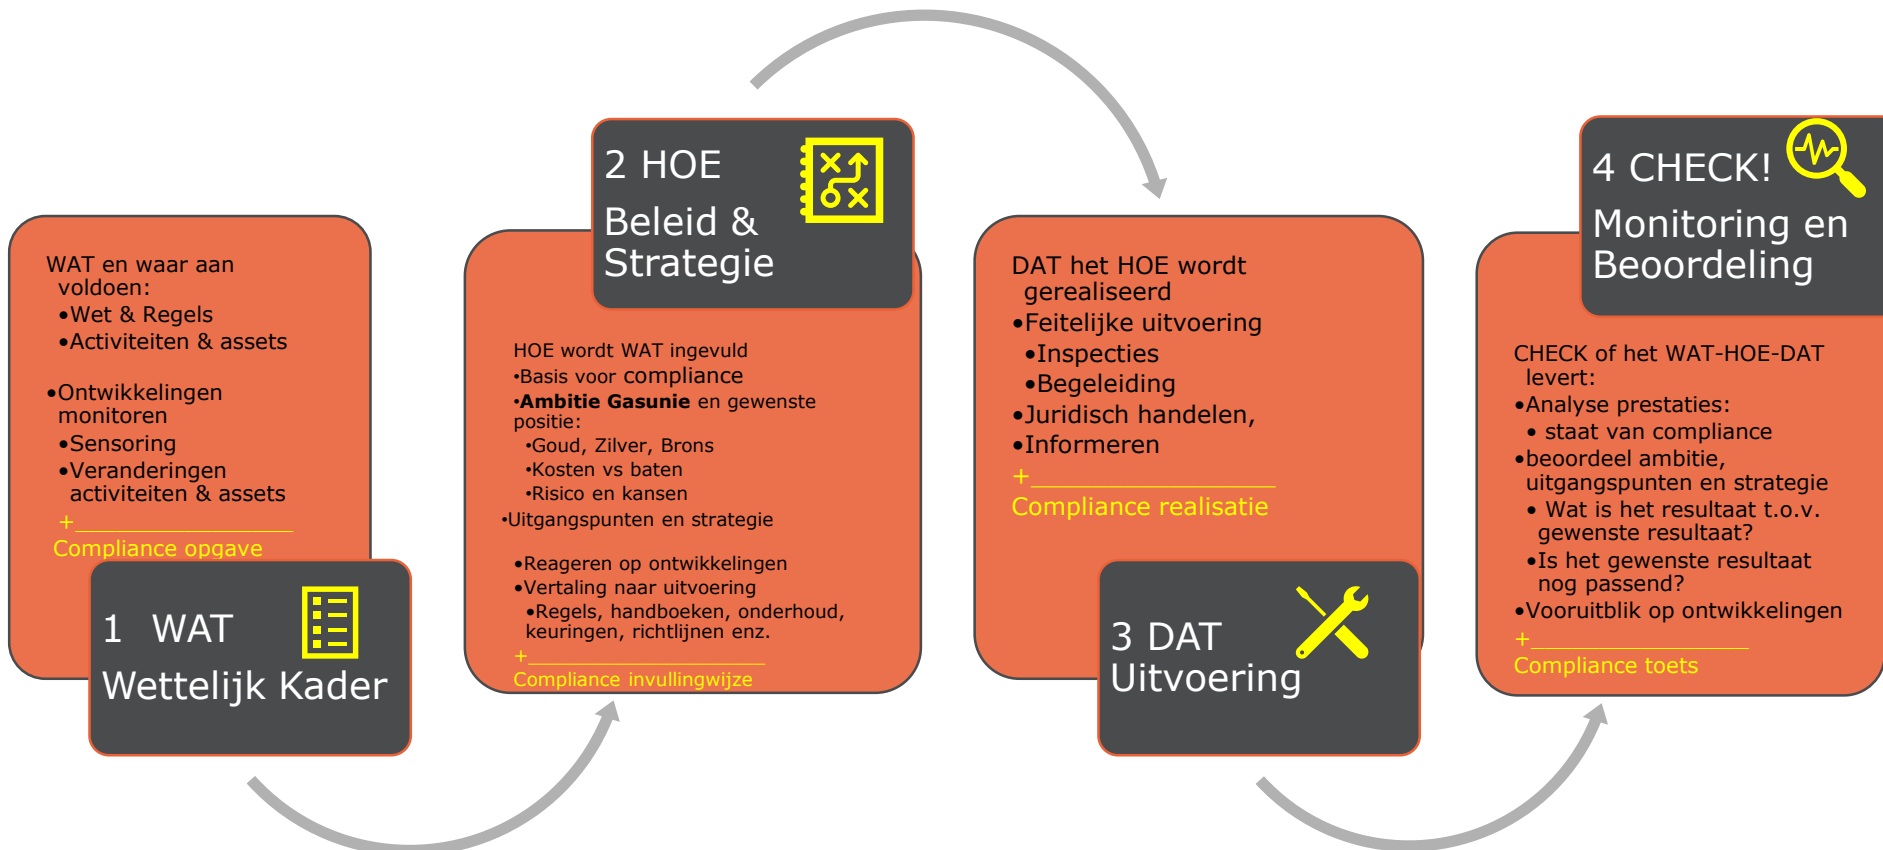 WAT en waar aan
voldoen:
•Wet & Regels
•Activiteiten & assets
•Ontwikkelingen
monitoren
•Sensoring
•Veranderingen
activiteiten & assets
+__________________
Compliance opgave
1 WAT
Wettelijk Kader
2 HOE
Beleid &
Strategie
HOE wordt WAT ingevuld
•Basis voor compliance
•Ambitie Gasunie en gewenste
positie:
•Goud, Zilver, Brons
•Kosten vs baten
•Risico en kansen
•Uitgangspunten en strategie
•Reageren op ontwikkelingen
•Vertaling naar uitvoering
•Regels, handboeken, onderhoud,
keuringen, richtlijnen enz.
+______________________
Compliance invullingwijze
DAT het HOE wordt
gerealiseerd
•Feitelijke uitvoering
•Inspecties
•Begeleiding
•Juridisch handelen,
•Informeren
+__________________
Compliance realisatie
3 DAT
Uitvoering
4 CHECK!
Monitoring en
Beoordeling
CHECK of het WAT-HOE-DAT
levert:
•Analyse prestaties:
• staat van compliance
•beoordeel ambitie,
uitgangspunten en strategie
• Wat is het resultaat t.o.v.
gewenste resultaat?
•Is het gewenste resultaat
nog passend?
•Vooruitblik op ontwikkelingen
+__________________
Compliance toets